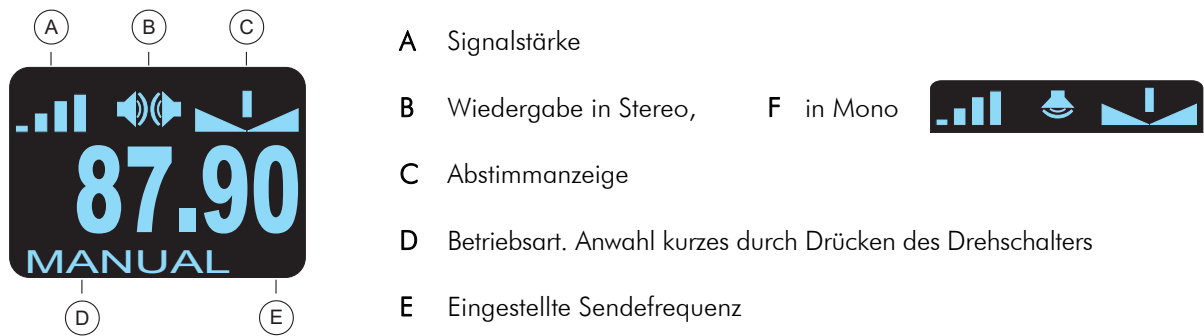 A B C
87.90
MANUAL
D E
A Signalstärke
B Wiedergabe in Stereo, F in Mono
C Abstimmanzeige
D Betriebsart. Anwahl kurzes durch Drücken des Drehschalters
E Eingestellte Sendefrequenz